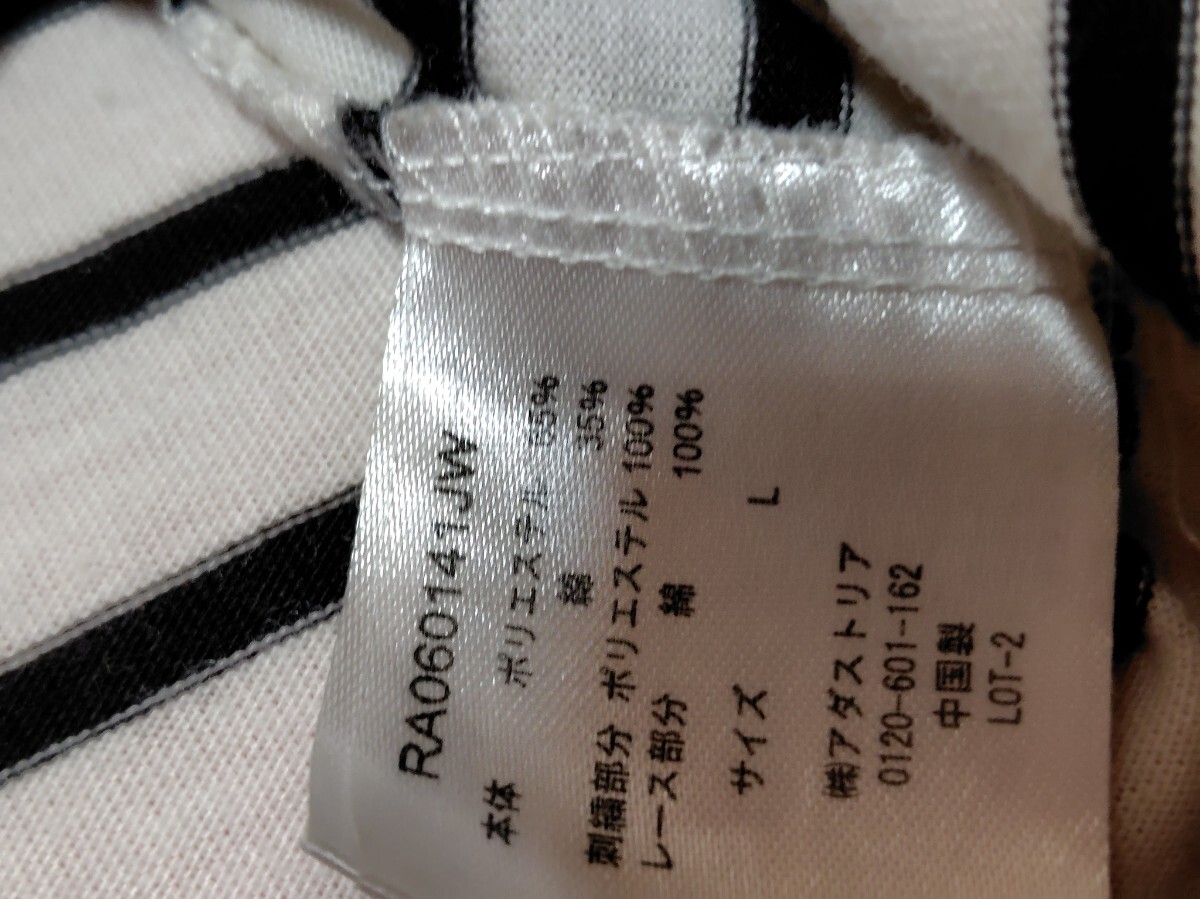 RA060141JW
本体 ポリエステル 65%
綿 35%
刺繍部分 ポリエステル 100%
レース部分 綿 100%
サイズ L
㈱アダストリア
0120-601-162
中国製
LOT-2